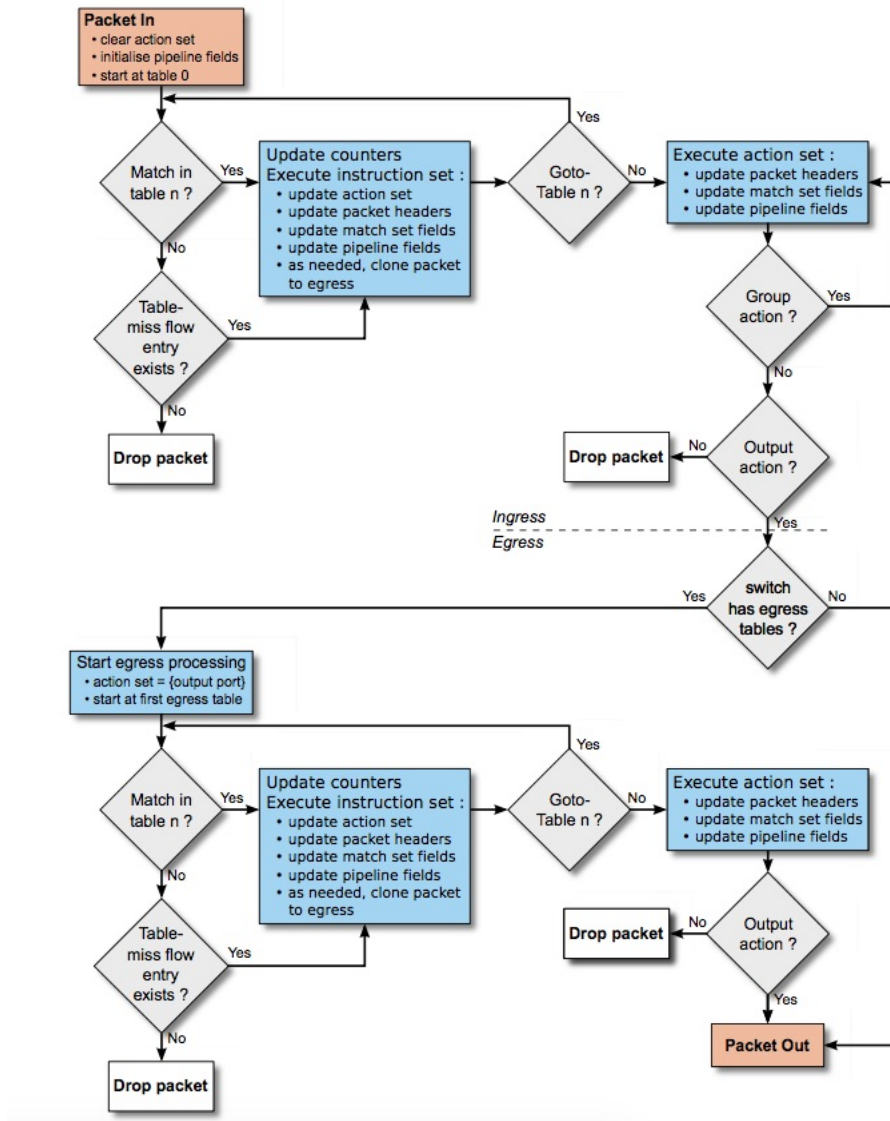 Packet In
• clear action set
• initialise pipeline fields
• start at table 0
Yes
Match in
table n ?
Yes
Update counters
Execute instruction set :
• update action set
• update packet headers
• update match set fields
• update pipeline fields
• as needed, clone packet
to egress
Goto-
Table n ?
No
Execute action set :
• update packet headers
• update match set fields
• update pipeline fields
No
Table-
miss flow
entry
exists ?
Yes
Group
action ?
Yes
No
No
Drop packet
Drop packet
No
Output
action ?
Ingress
Yes
Egress
Yes
switch
has egress
tables ?
No
Start egress processing
• action set = {output port}
• start at first egress table
Yes
Match in
table n ?
Yes
Update counters
Execute instruction set :
• update action set
• update packet headers
• update match set fields
• update pipeline fields
• as needed, clone packet
to egress
Goto-
Table n ?
No
Execute action set :
• update packet headers
• update match set fields
• update pipeline fields
No
Table-
miss flow
entry
exists ?
Yes
Drop packet
No
Output
action ?
Yes
No
Drop packet
Packet Out